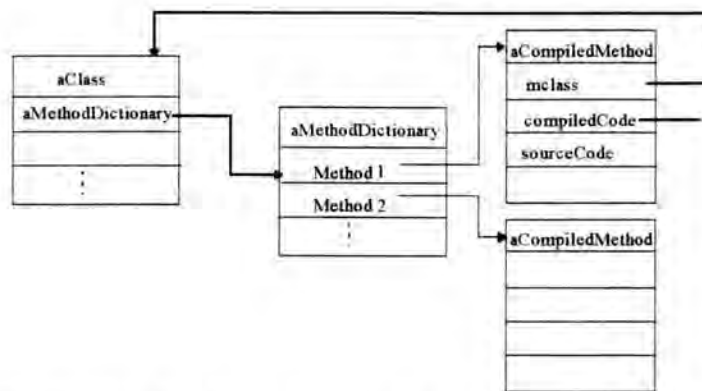 aClass
aMethodDictionary
aMethodDictionary
Method 1
Method 2
aCompiledMethod
mclass
compiledCode
sourceCode
aCompiledMethod